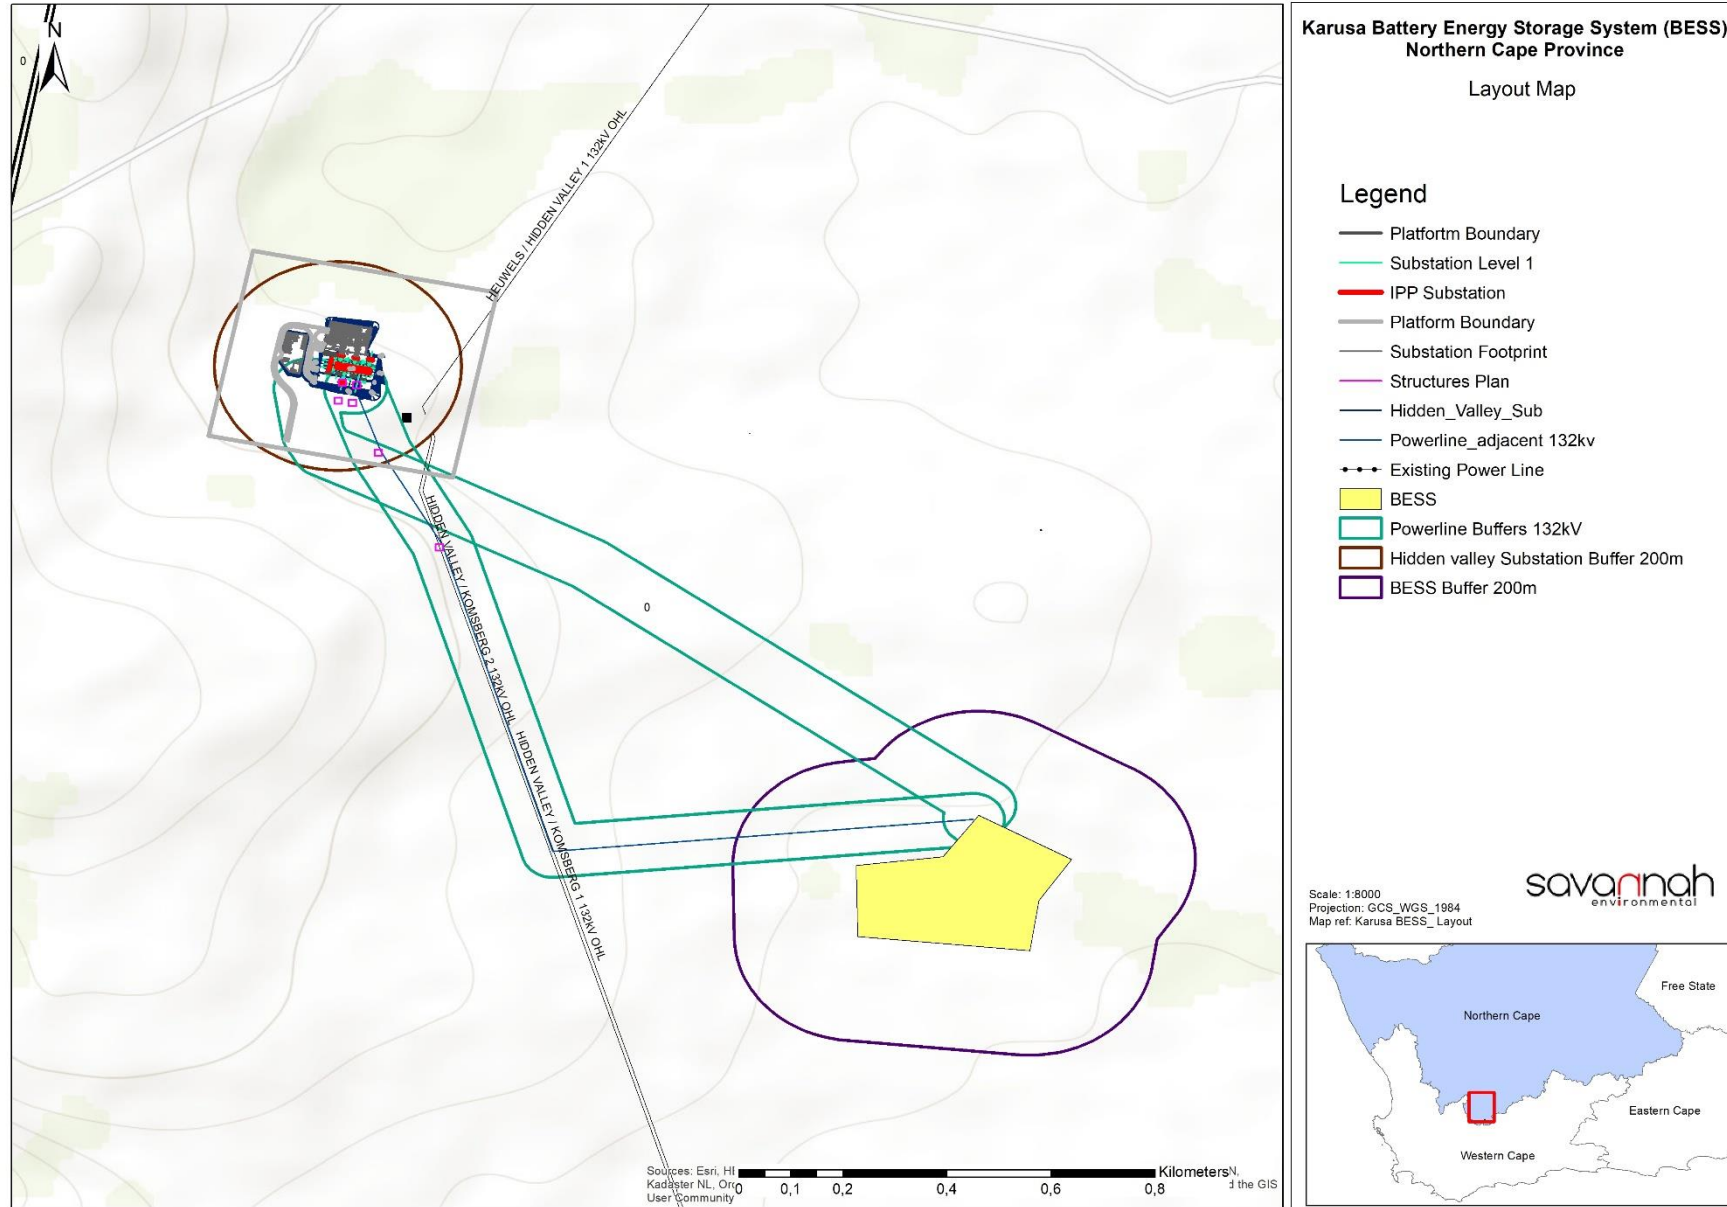 N
0
HEUWELS / HIDDEN VALLEY 1 132kV OHL
HIDDEN VALLEY / KOMSBERG 2 132kV OHL
0
HIDDEN VALLEY / KOMSBERG 1 132kV OHL
Sources: Esri,
Kadaster NL,
User Community
the GIS
Kilometers
0 0,1 0,2 0,4 0,6 0,8
Karusa Battery Energy Storage System (BESS)
Northern Cape Province
Layout Map
Legend
Platfortm Boundary
Substation Level 1
IPP Substation
Platform Boundary
Substation Footprint
Structures Plan
Hidden_Valley_Sub
Powerline_adjacent 132kv
Existing Power Line
BESS
Powerline Buffers 132kV
Hidden valley Substation Buffer 200m
BESS Buffer 200m
savannah
environmental
Scale: 1:8000
Projection: GCS_WGS_1984
Map ref: Karusa BESS_ Layout
Free State
Northern Cape
Eastern Cape
Western Cape